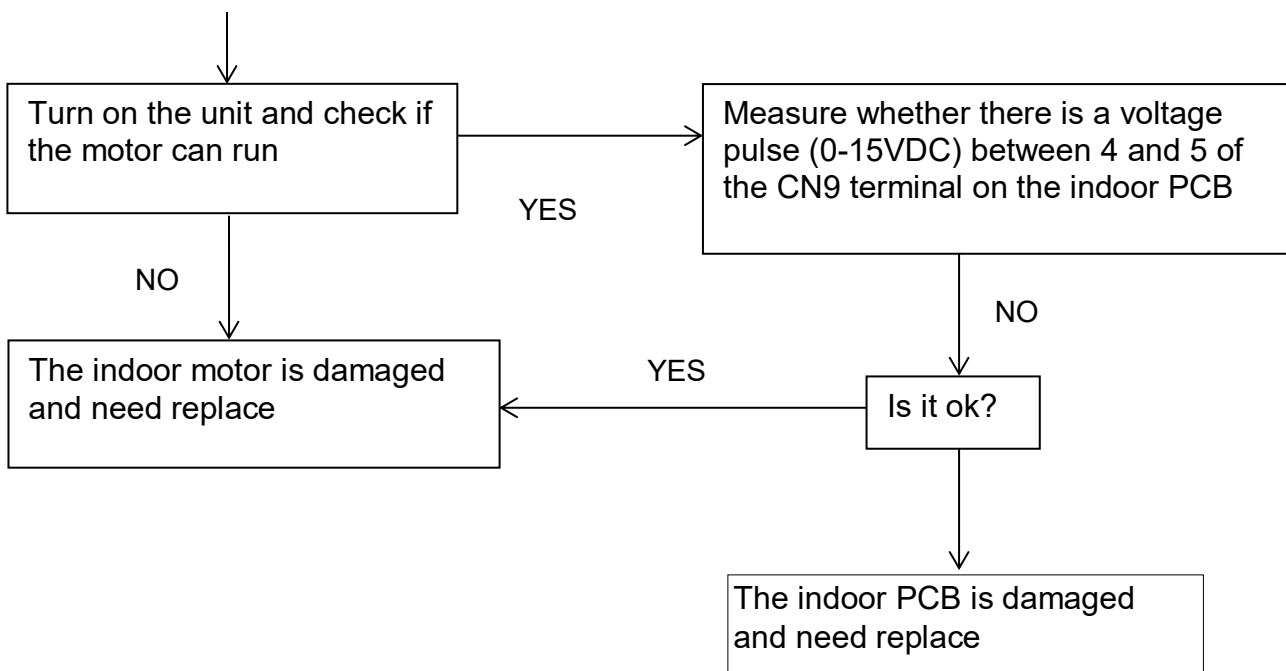 Turn on the unit and check if
the motor can run
YES
Measure whether there is a voltage
pulse (0-15VDC) between 4 and 5 of
the CN9 terminal on the indoor PCB
NO
NO
The indoor motor is damaged
and need replace
YES
Is it ok?
The indoor PCB is damaged
and need replace